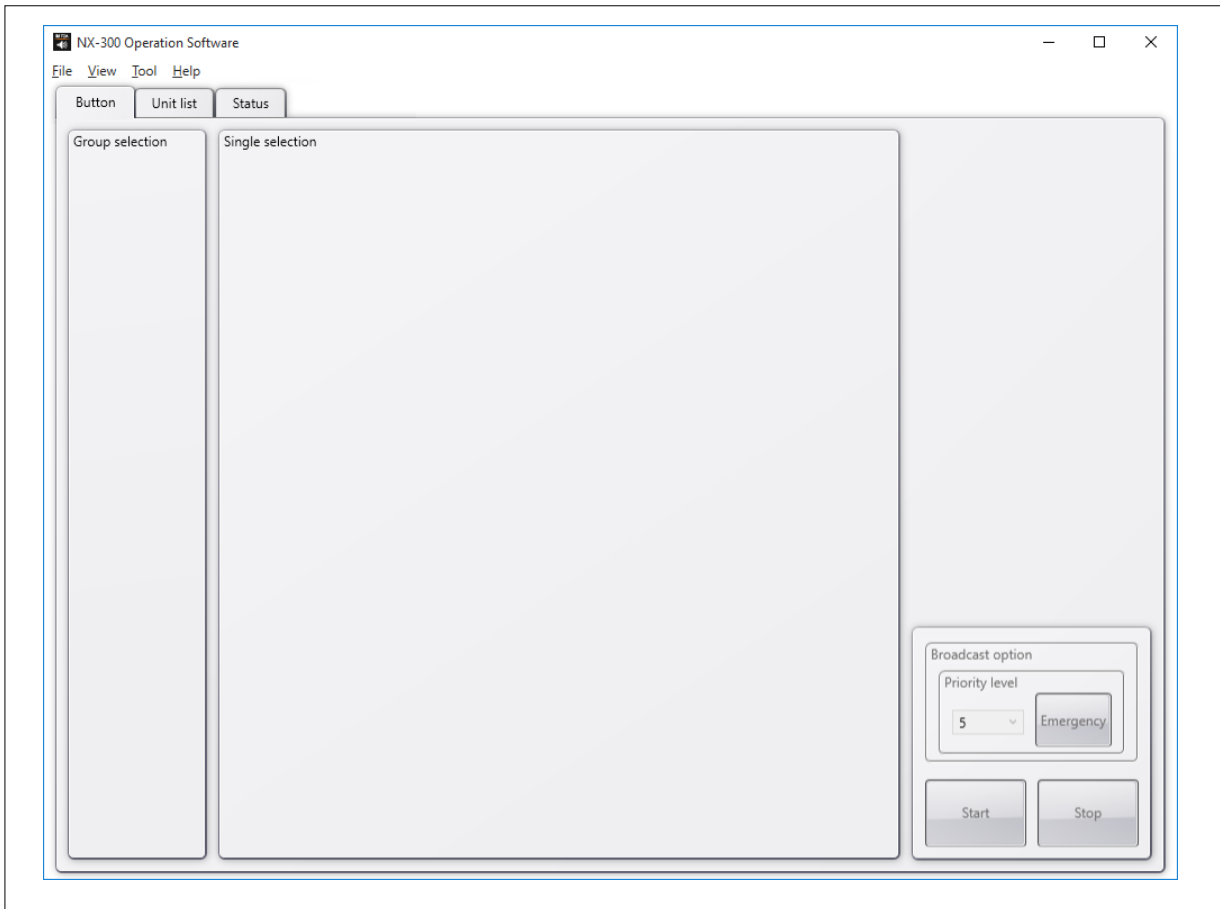 NX-300 Operation Software
File View Tool Help
Button Unit list Status
Group selection
Single selection
Broadcast option
Priority level
5
Emergency
Start
Stop